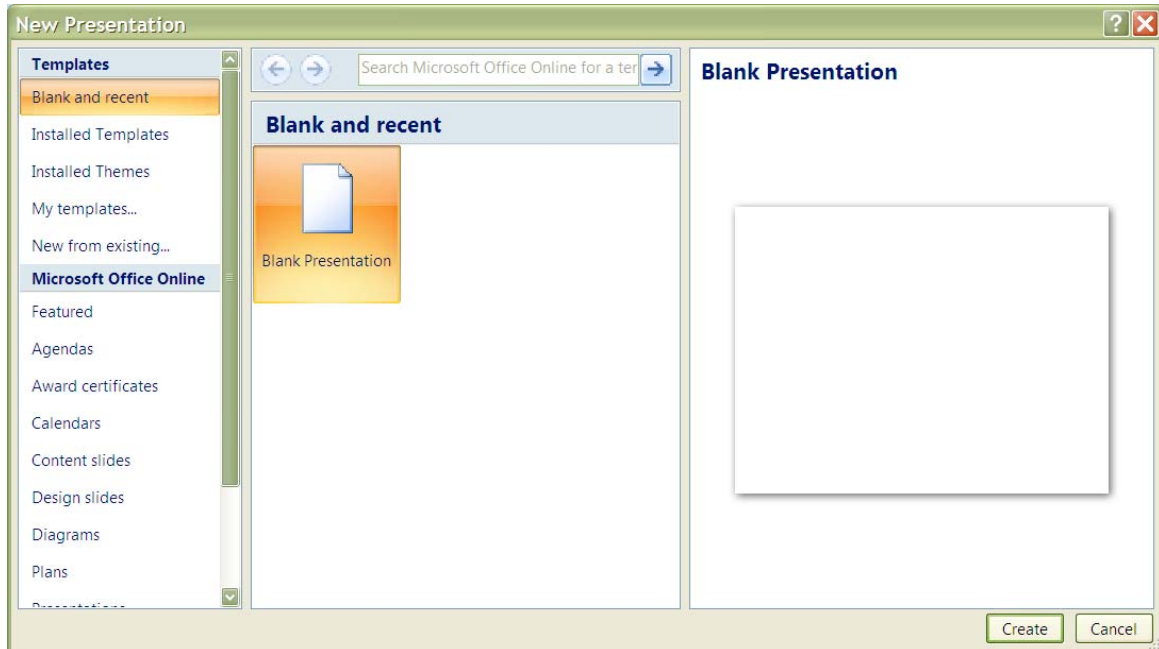 New Presentation
Templates
Blank and recent
Installed Templates
Installed Themes
My templates...
New from existing...
Microsoft Office Online
Featured
Agendas
Award certificates
Calendars
Content slides
Design slides
Diagrams
Plans
Presentations
Search Microsoft Office Online for a ter
Blank and recent
Blank Presentation
Blank Presentation
Create
Cancel